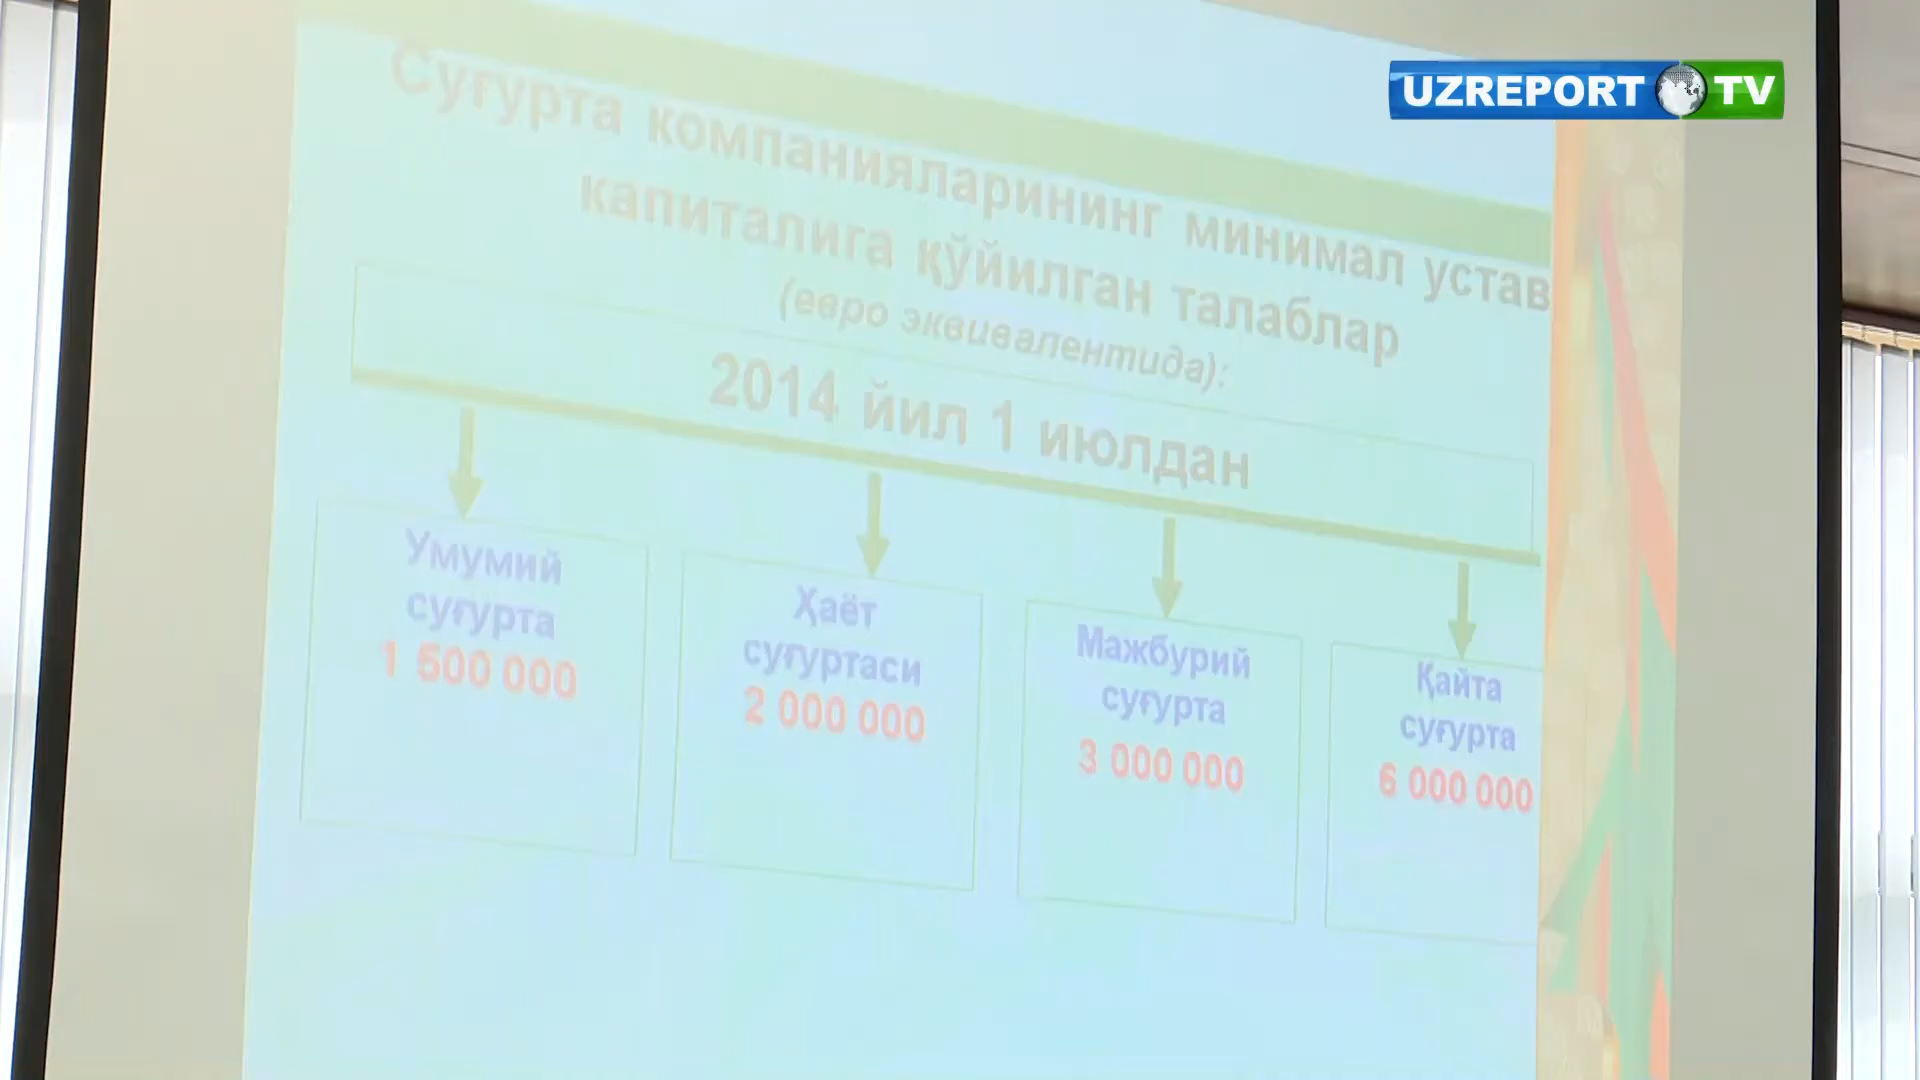 UZREPORT TV
Суғурта компанияларининг минимал устав
капиталига қўйилган талаблар
(евро эквивалентида):
2014 йил 1 июлдан
Умумий
суғурта
1 500 000
Ҳаёт
суғуртаси
2 000 000
Мажбурий
суғурта
3 000 000
Қайта
суғурта
6 000 000